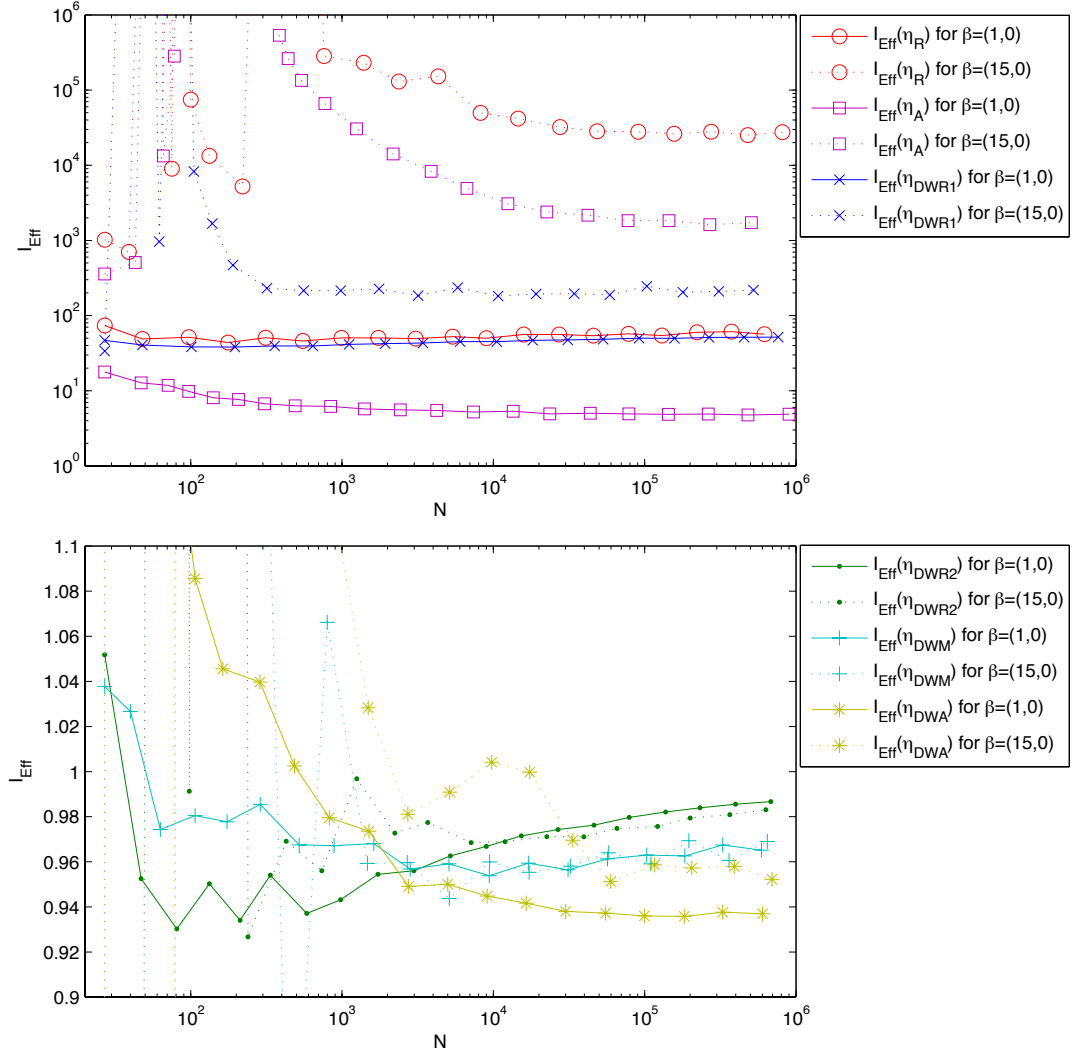 10^6
10^5
10^4
10^3
10^2
10^1
10^0
I_Eff
10^2
10^3
10^4
10^5
10^6
N
I_Eff(η_R) for β=(1,0)
I_Eff(η_R) for β=(15,0)
I_Eff(η_A) for β=(1,0)
I_Eff(η_A) for β=(15,0)
I_Eff(η_DWR1) for β=(1,0)
I_Eff(η_DWR1) for β=(15,0)
1.1
1.08
1.06
1.04
1.02
1
0.98
0.96
0.94
0.92
0.9
I_Eff
10^2
10^3
10^4
10^5
10^6
N
I_Eff(η_DWR2) for β=(1,0)
I_Eff(η_DWR2) for β=(15,0)
I_Eff(η_DWM) for β=(1,0)
I_Eff(η_DWM) for β=(15,0)
I_Eff(η_DWA) for β=(1,0)
I_Eff(η_DWA) for β=(15,0)